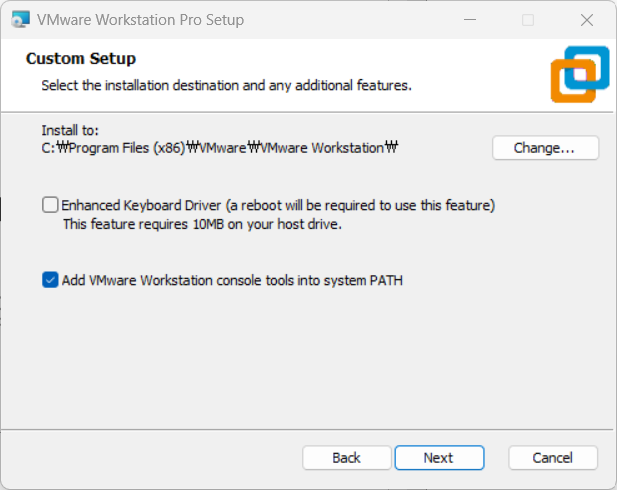 VMware Workstation Pro Setup
Custom Setup
Select the installation destination and any additional features.
Install to:
C:₩Program Files (x86)₩VMware₩VMware Workstation₩
Change...
Enhanced Keyboard Driver (a reboot will be required to use this feature)
This feature requires 10MB on your host drive.
Add VMware Workstation console tools into system PATH
Back
Next
Cancel